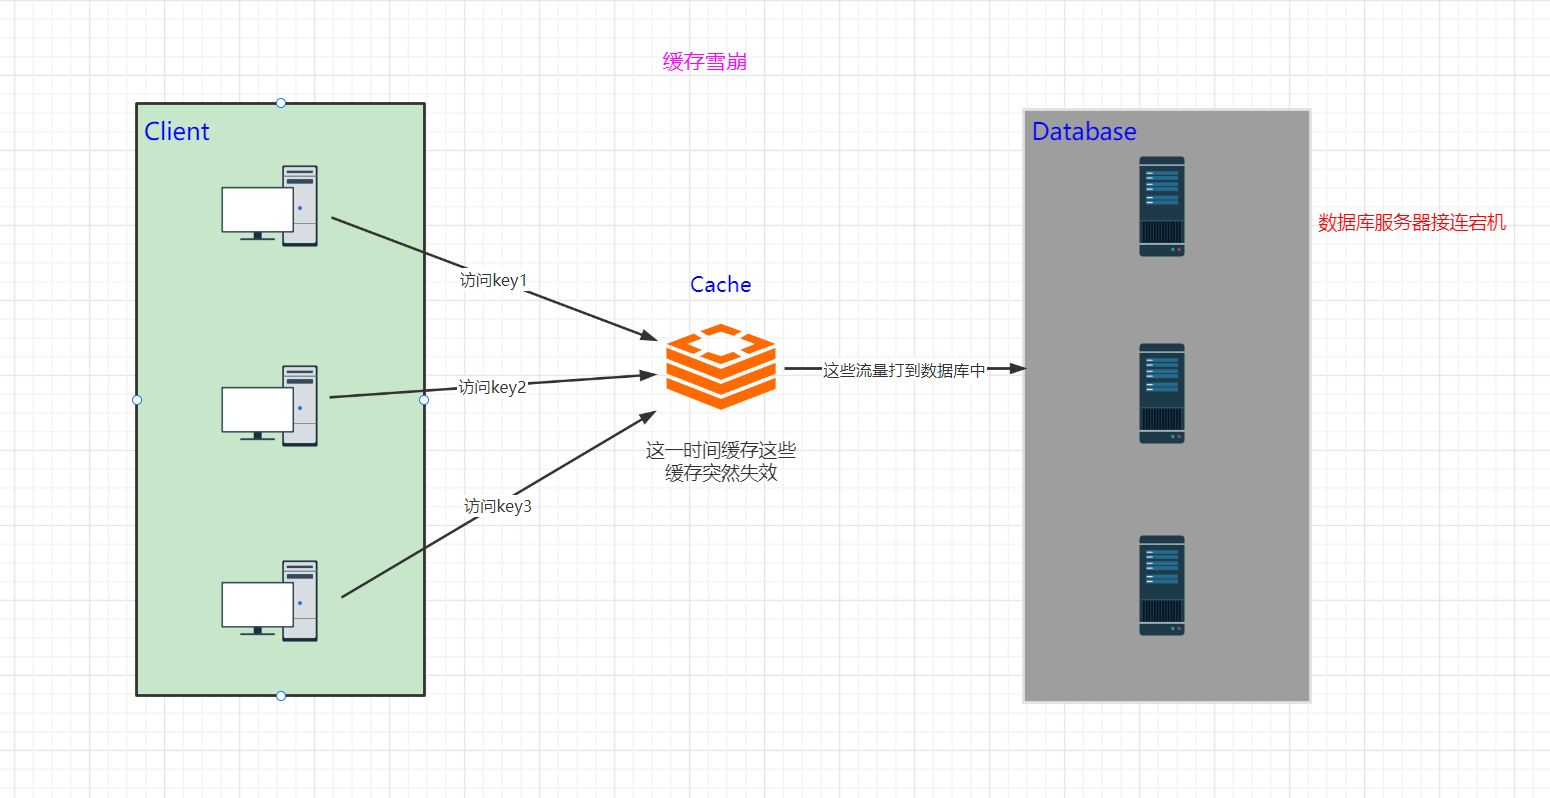 缓存雪崩
Client
Database
数据库服务器接连宕机
访问key1
Cache
这些流量打到数据库中
访问key2
这一时间缓存这些
缓存突然失效
访问key3